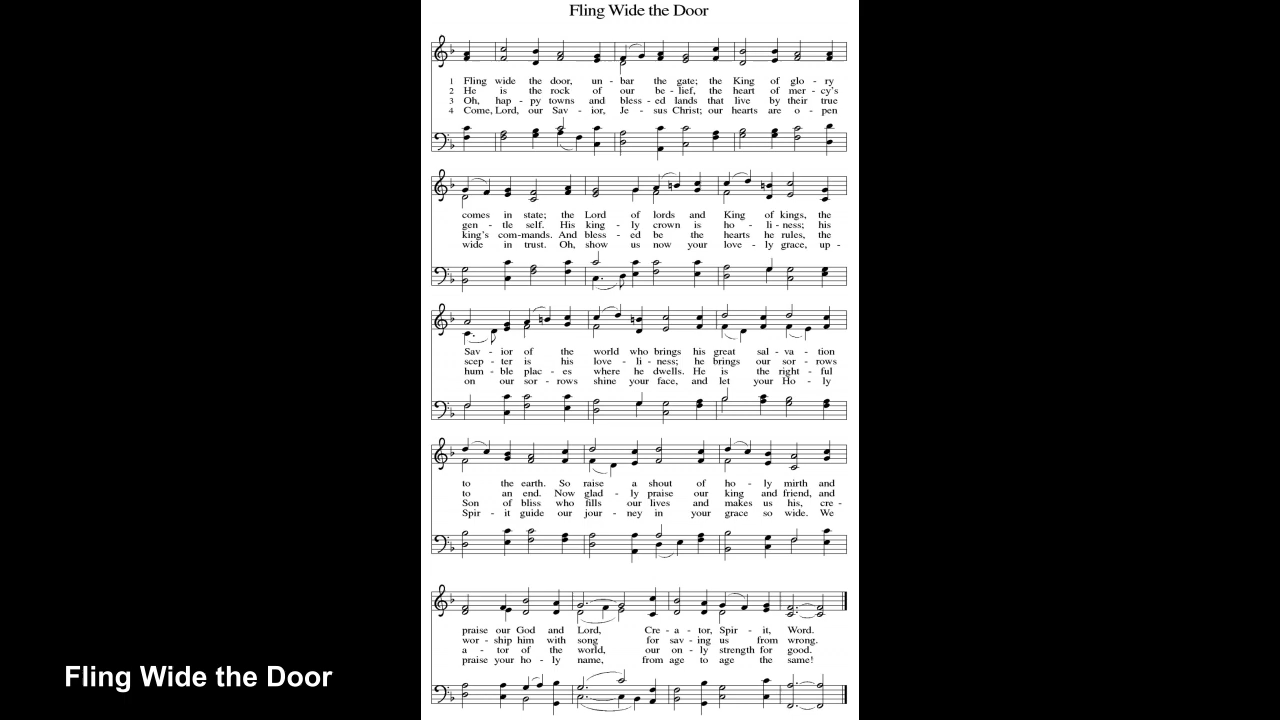 Fling Wide the Door
1 Fling wide the door, un - bar the gate; the King of glo - ry
2 He is the rock of our be - lief, the heart of mer - cy's
3 Oh, hap - py towns and bless - ed lands that live by their true
4 Come, Lord, our Sav - ior, Je - sus Christ; our hearts are o - pen
comes in state; the Lord of lords and King of kings, the
gen - tle self. His king - ly crown is ho - li - ness; his
king's com - mands. And bless - ed be the hearts he rules, the
wide in trust. Oh, show us now your love - ly grace, up -
Sav - ior of the world who brings his great sal - va - tion
scep - ter is his love - li - ness; he brings our sor - rows
hum - ble plac - es where he dwells. He is the right - ful
on our sor - rows shine your face, and let your Ho - ly
to the earth. So raise a shout of ho - ly mirth and
to an end. Now glad - ly praise our king and friend, and
Son of bliss who fills our lives and makes us his, cre -
Spir - it guide our jour - ney in your grace so wide. We
praise our God and Lord, Cre - a - tor, Spir - it, Word.
wor - ship him with song for sav - ing us from wrong.
a - tor of the world, our on - ly strength for good.
praise your ho - ly name, from age to age the same!
Fling Wide the Door